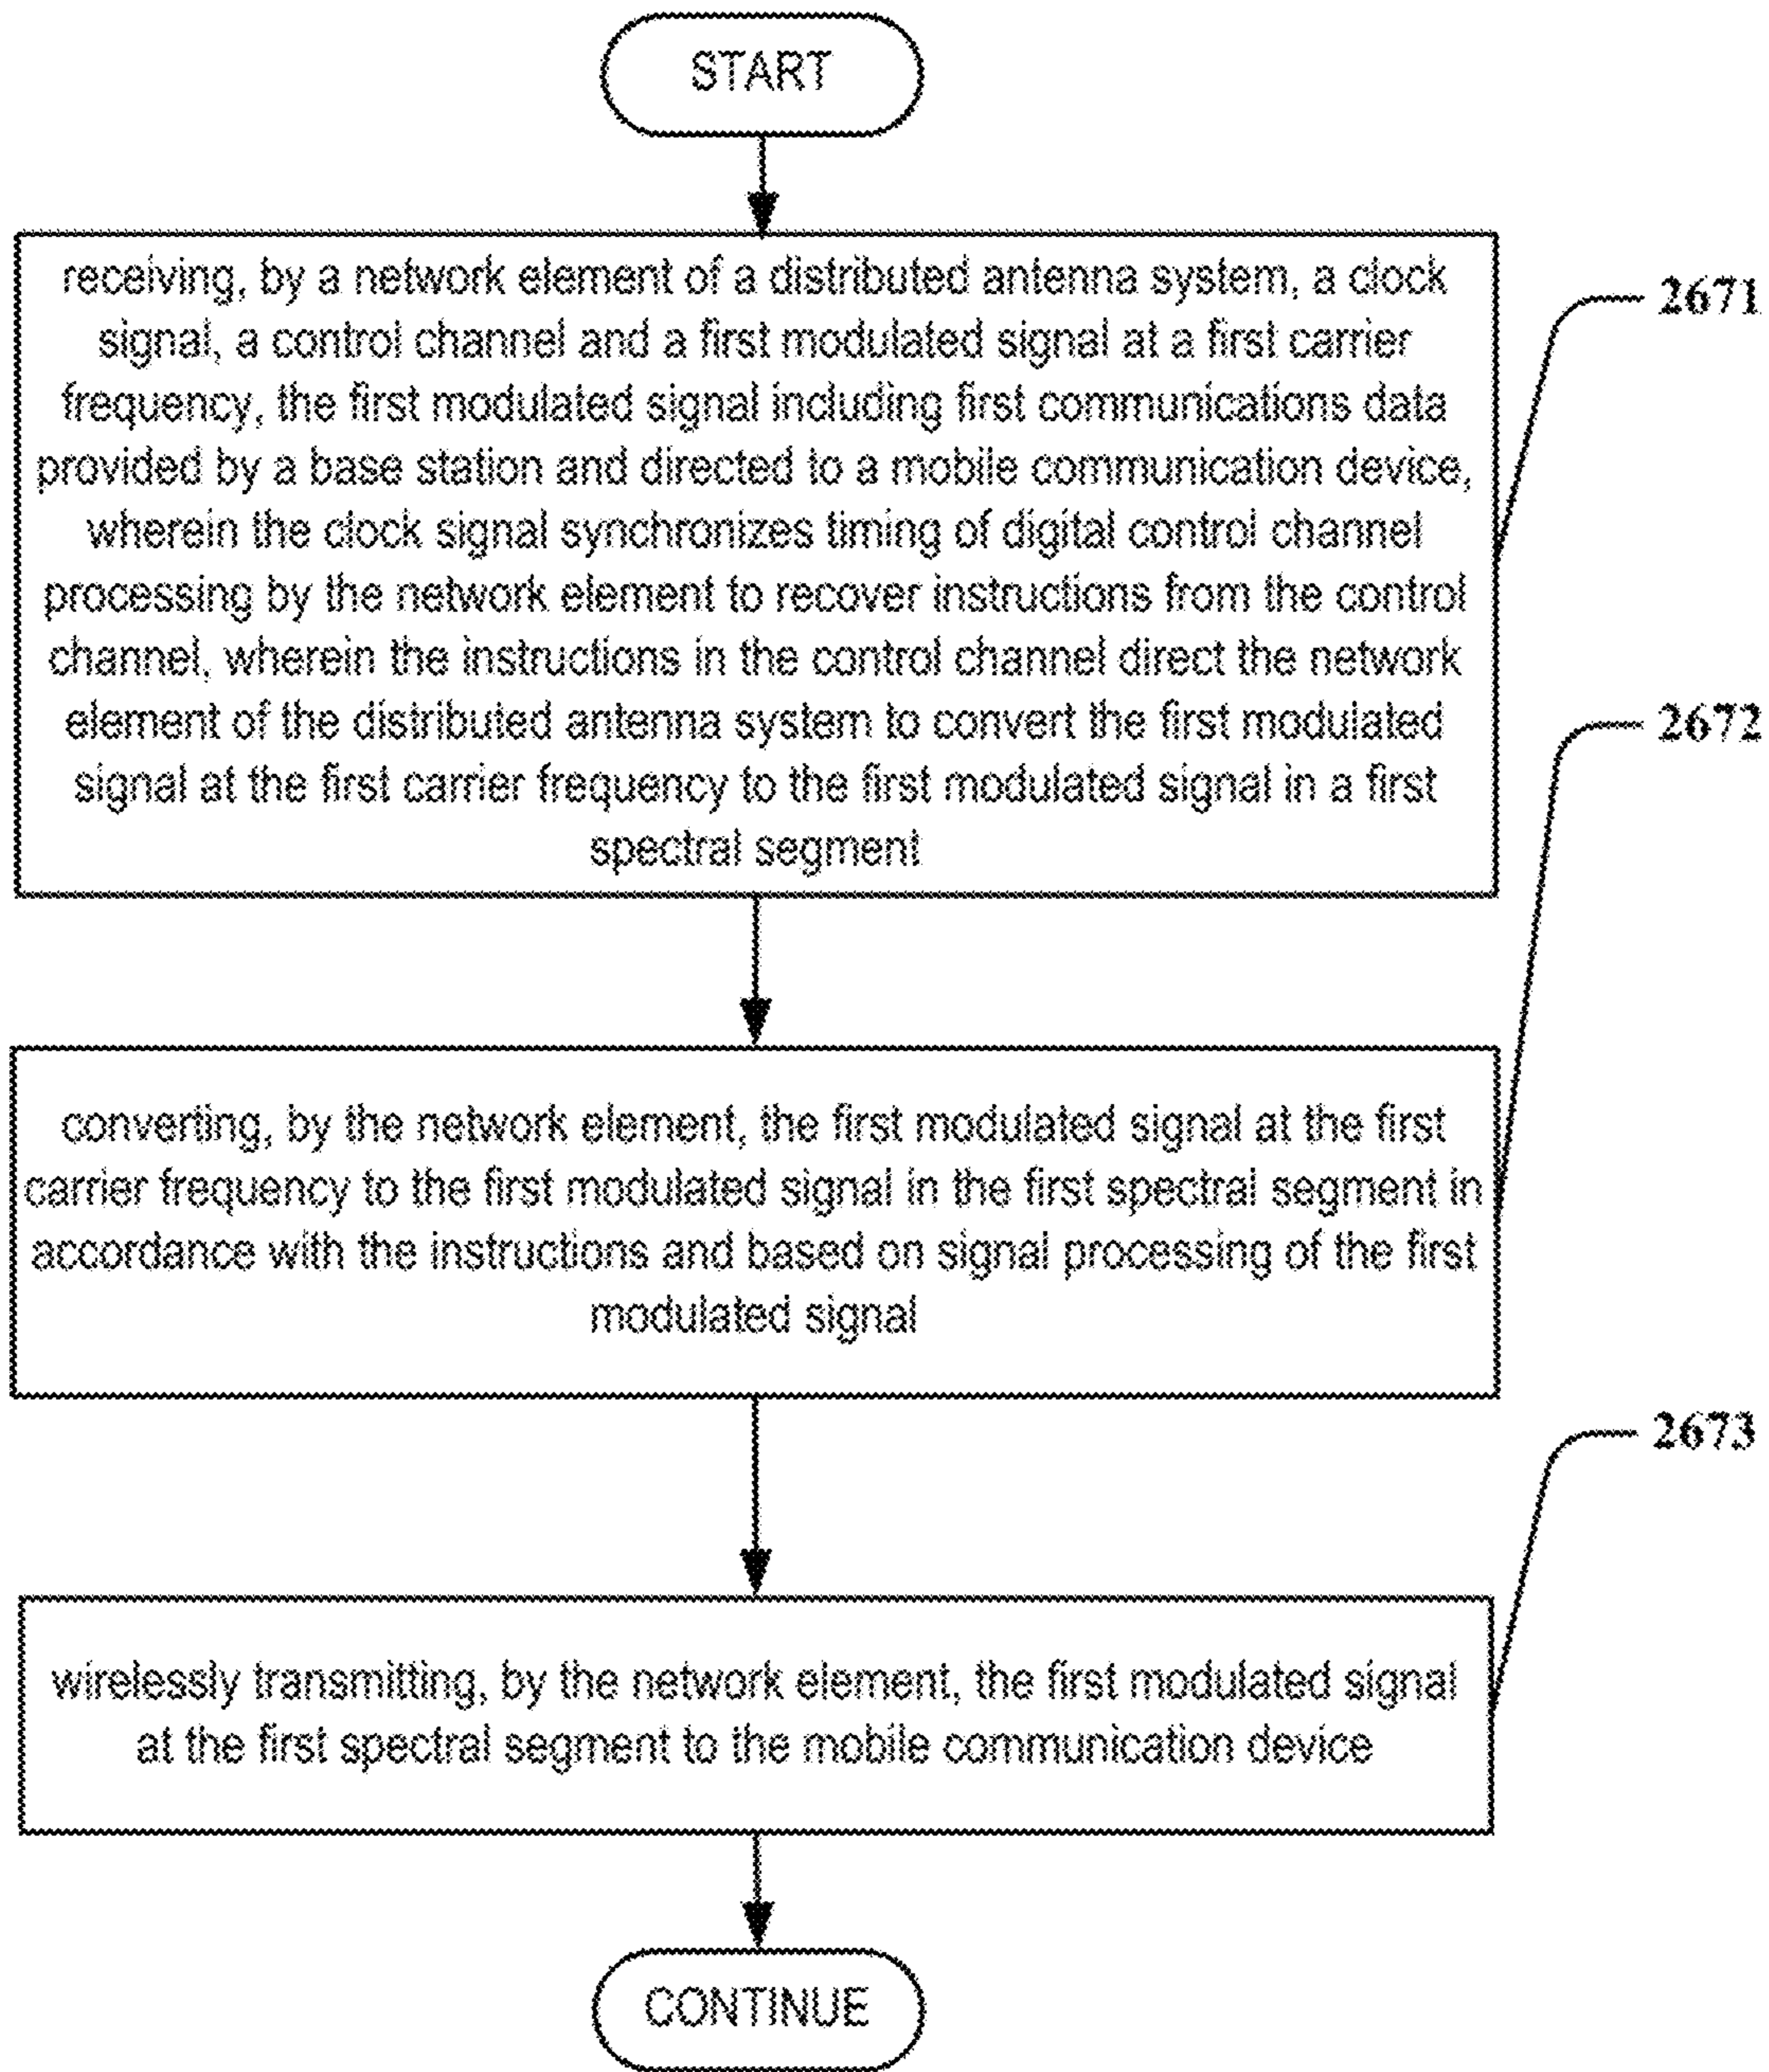 START
receiving, by a network element of a distributed antenna system, a clock
signal, a control channel and a first modulated signal at a first carrier
frequency, the first modulated signal including first communications data
provided by a base station and directed to a mobile communication device,
wherein the clock signal synchronizes timing of digital control channel
processing by the network element to recover instructions from the control
channel, wherein the instructions in the control channel direct the network
element of the distributed antenna system to convert the first modulated
signal at the first carrier frequency to the first modulated signal in a first
spectral segment
2671
converting, by the network element, the first modulated signal at the first
carrier frequency to the first modulated signal in the first spectral segment in
accordance with the instructions and based on signal processing of the first
modulated signal
2672
wirelessly transmitting, by the network element, the first modulated signal
at the first spectral segment to the mobile communication device
2673
CONTINUE